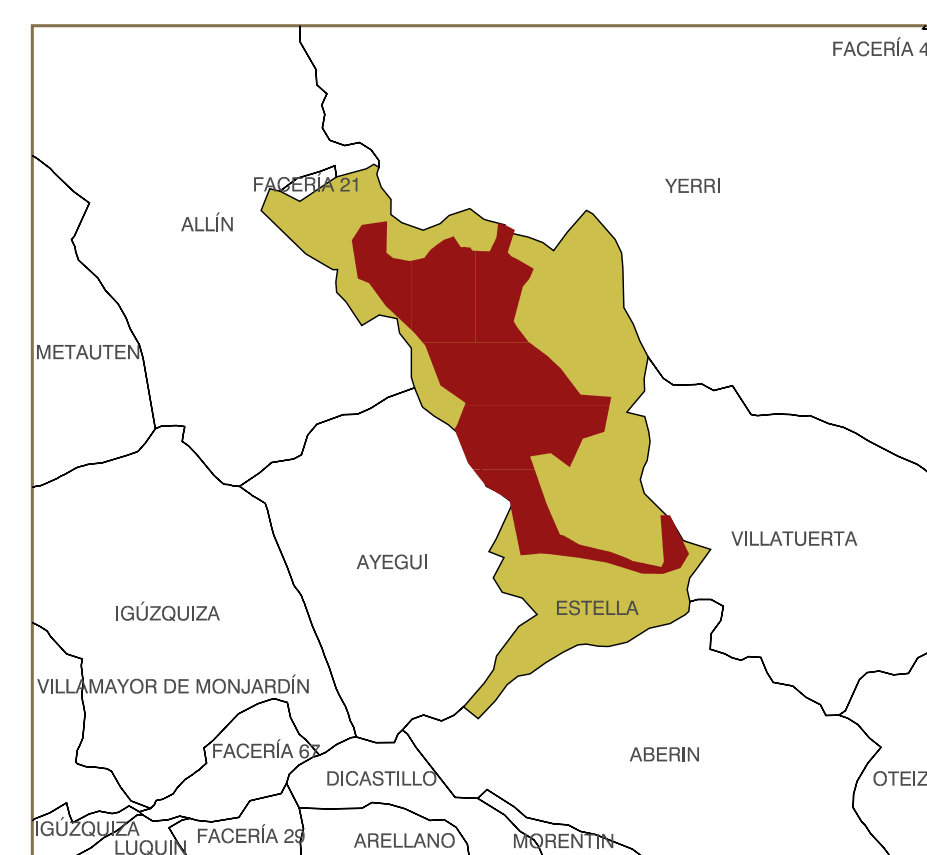 FACERÍA 4
FACERÍA 21
YERRI
ALLÍN
METAUTEN
VILLATUERTA
AYEGUI
ESTELLA
IGÚZQUIZA
VILLAMAYOR DE MONJARDÍN
FACERÍA 67
ABERIN
DICASTILLO
OTEIZ
IGÚZQUIZA
FACERÍA 29
ARELLANO
MORENTIN
LUQUIN